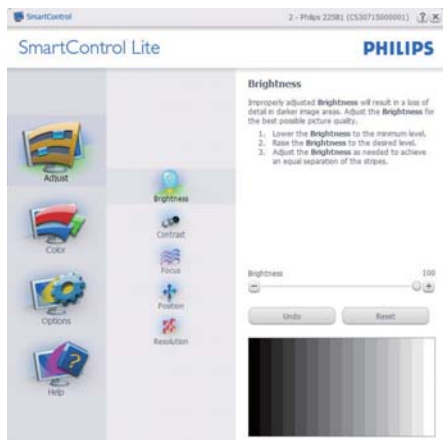 SmartControl
2 - Philips 225B1 (CS30715000001)
SmartControl Lite
PHILIPS
Adjust
Color
Options
Help
Brightness
Contrast
Focus
Position
Resolution
Brightness
Improperly adjusted Brightness will result in a loss of
detail in darker image areas. Adjust the Brightness for
the best possible picture quality.
1. Lower the Brightness to the minimum level.
2. Raise the Brightness to the desired level.
3. Adjust the Brightness as needed to achieve
an equal separation of the stripes.
Brightness 100
Undo Reset